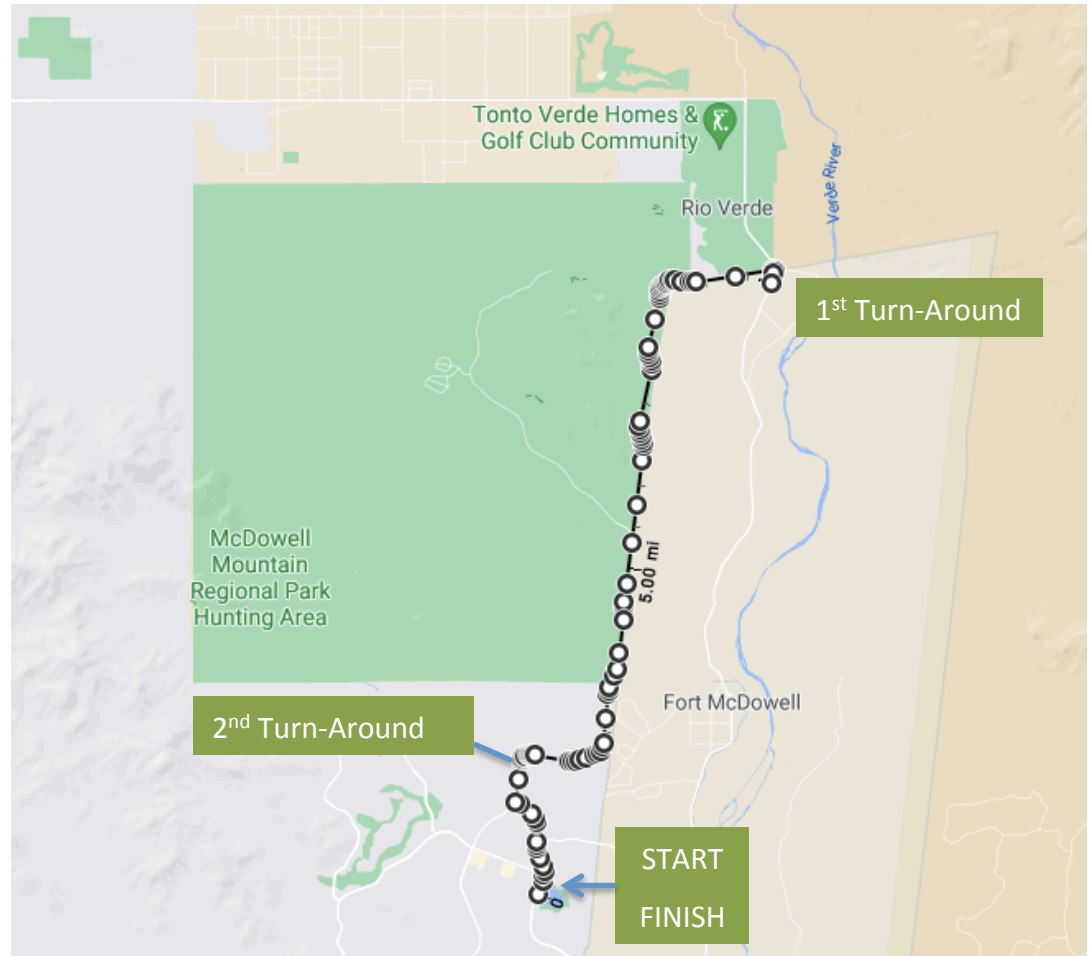 Tonto Verde Homes &
Golf Club Community
Verde River
Rio Verde
1st Turn-Around
5.00 mi
McDowell
Mountain
Regional Park
Hunting Area
Fort McDowell
2nd Turn-Around
START
FINISH
0